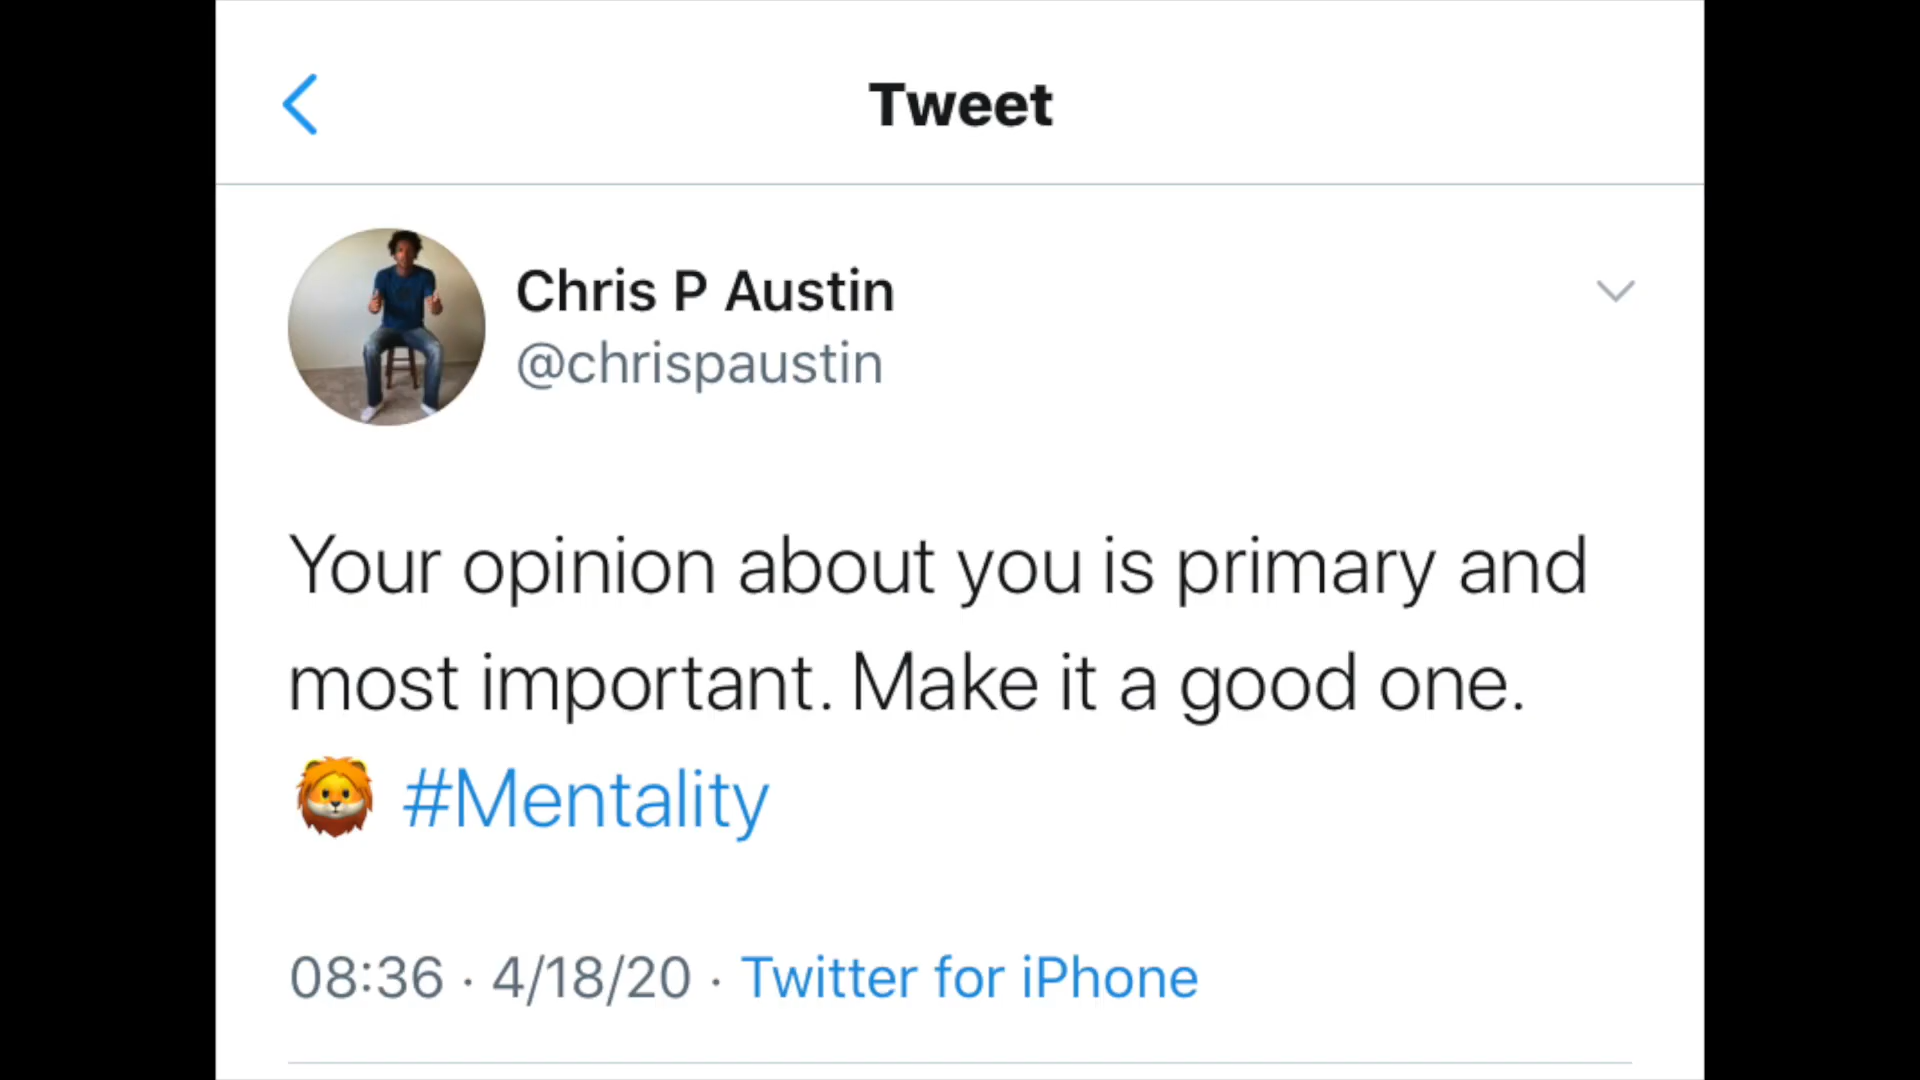 Tweet
Chris P Austin
@chrispaustin
Your opinion about you is primary and
most important. Make it a good one.
🦁 #Mentality
08:36 · 4/18/20 · Twitter for iPhone